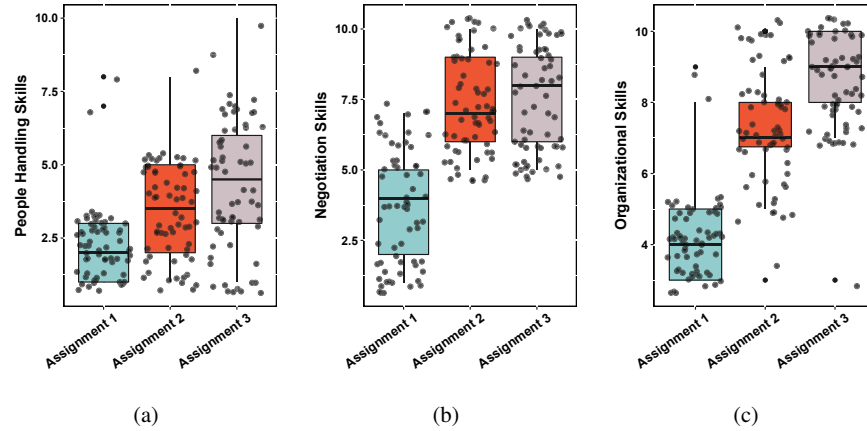 People Handling Skills
10.0
7.5
5.0
2.5
Assignment 1
Assignment 2
Assignment 3
(a)
Negotiation Skills
10.0
7.5
5.0
2.5
Assignment 1
Assignment 2
Assignment 3
(b)
Organizational Skills
10
8
6
4
Assignment 1
Assignment 2
Assignment 3
(c)